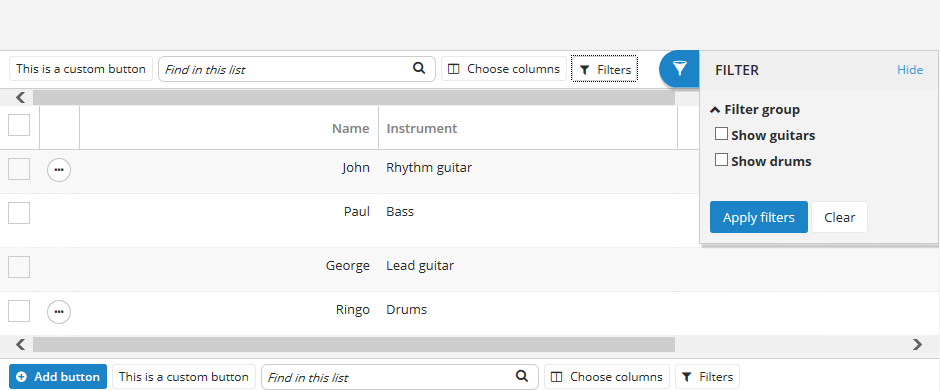 This is a custom button Find in this list Choose columns Filters
FILTER Hide
Filter group
Show guitars
Show drums
Apply filters Clear
Name Instrument
John Rhythm guitar
Paul Bass
George Lead guitar
Ringo Drums
Add button This is a custom button Find in this list Choose columns Filters